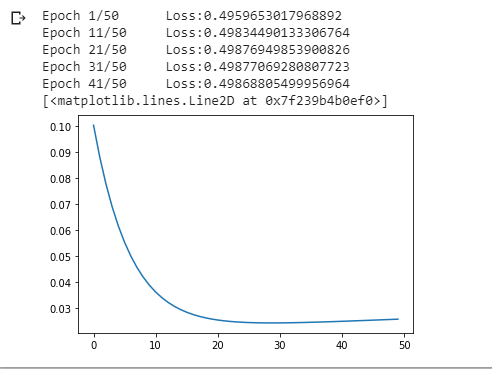 Epoch 1/50 Loss:0.4959653017968892
Epoch 11/50 Loss:0.49834490133306764
Epoch 21/50 Loss:0.49876949853900826
Epoch 31/50 Loss:0.49877069280807723
Epoch 41/50 Loss:0.49868805499956964
[<matplotlib.lines.Line2D at 0x7f239b4b0ef0>]
0.10
0.09
0.08
0.07
0.06
0.05
0.04
0.03
0 10 20 30 40 50